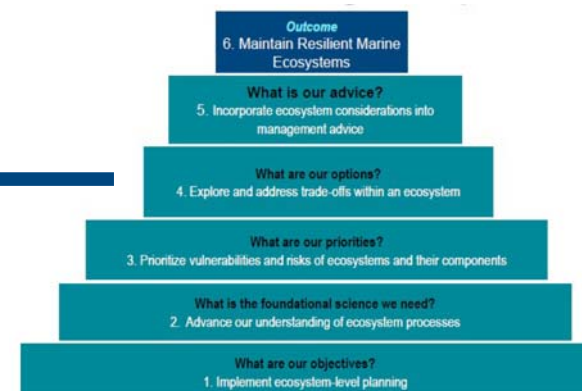 Outcome
6. Maintain Resilient Marine
Ecosystems
What is our advice?
5. Incorporate ecosystem considerations into
management advice
What are our options?
4. Explore and address trade-offs within an ecosystem
What are our priorities?
3. Prioritize vulnerabilities and risks of ecosystems and their components
What is the foundational science we need?
2. Advance our understanding of ecosystem processes
What are our objectives?
1. Implement ecosystem-level planning